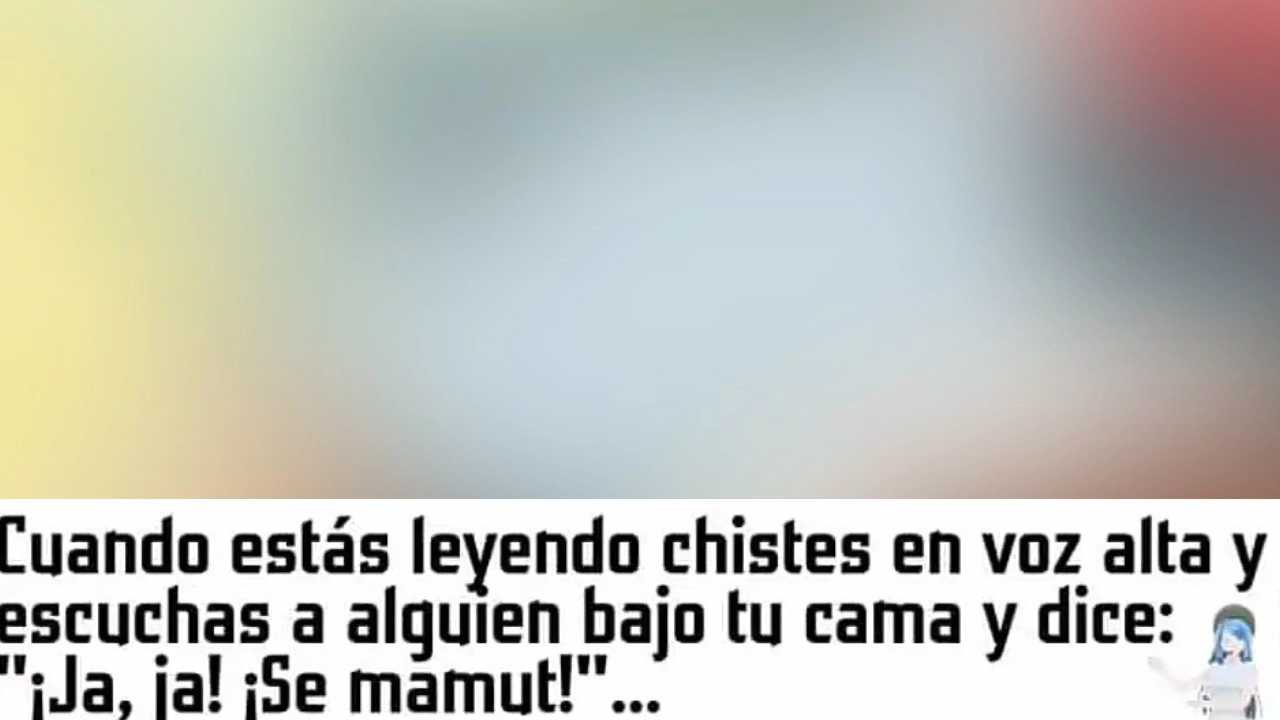 Cuando estás leyendo chistes en voz alta y
escuchas a alguien bajo tu cama y dice:
"¡Ja, ja! ¡Se mamut!"...